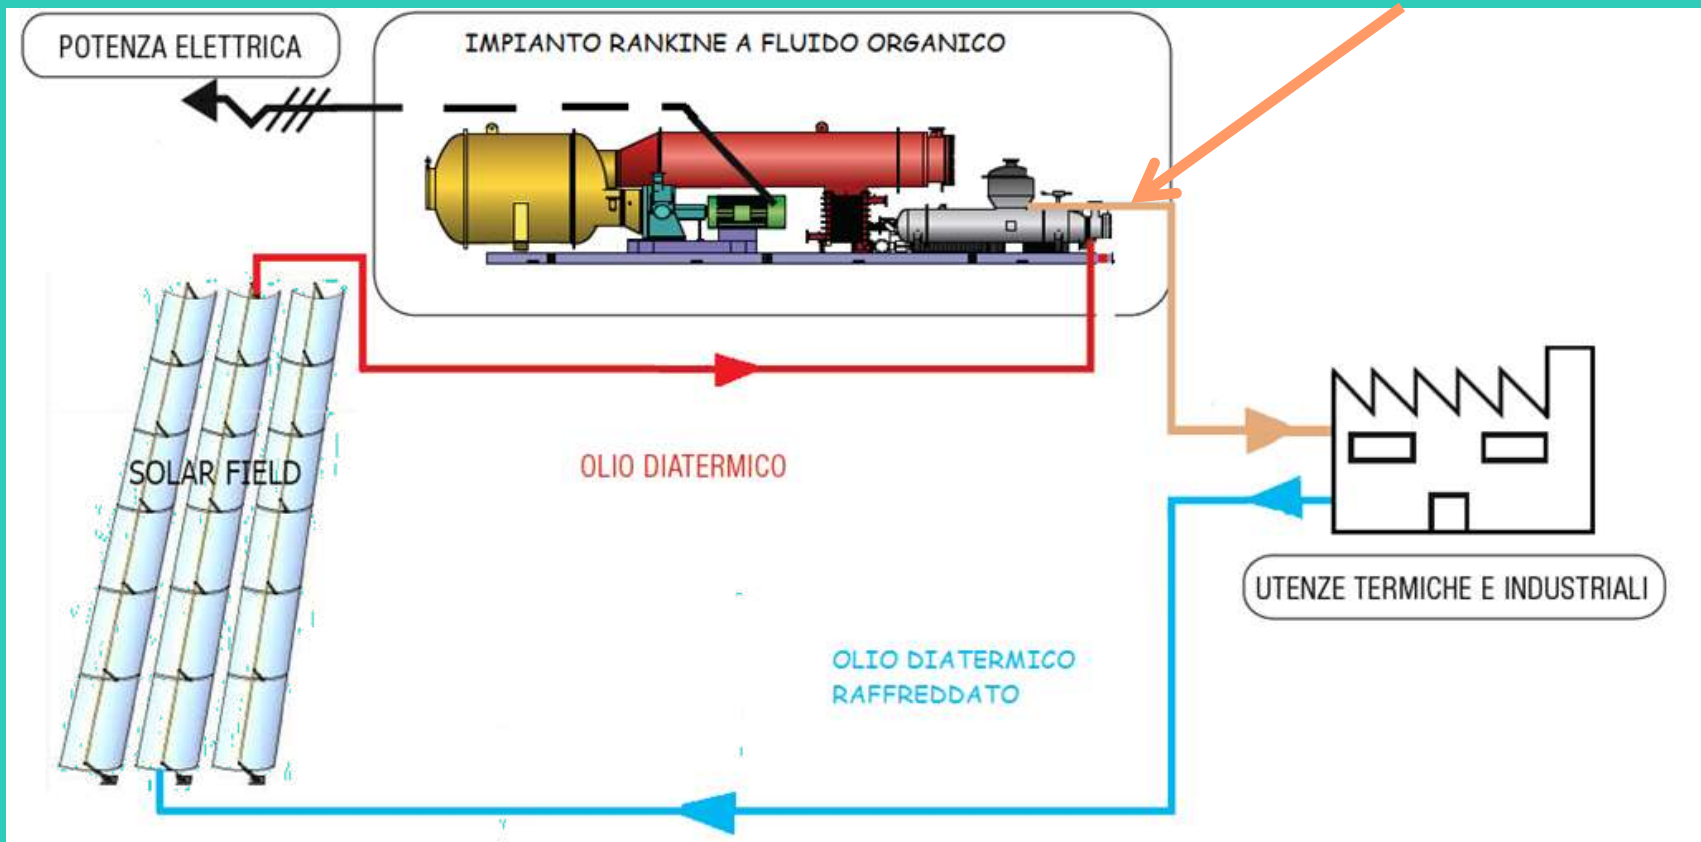 POTENZA ELETTRICA
IMPIANTO RANKINE A FLUIDO ORGANICO
SOLAR FIELD
OLIO DIATERMICO
UTENZE TERMICHE E INDUSTRIALI
OLIO DIATERMICO
RAFFREDDATO